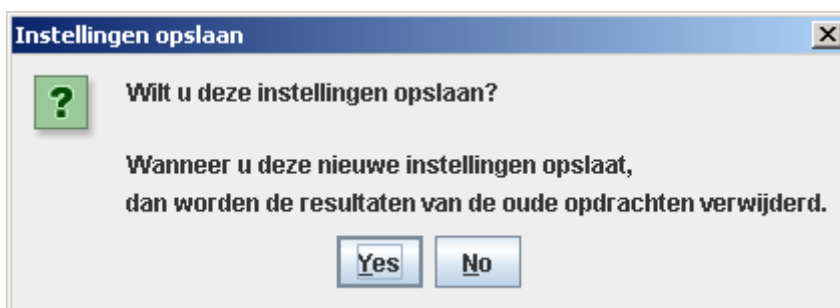 Instellingen opslaan
Wilt u deze instellingen opslaan?
Wanneer u deze nieuwe instellingen opslaat,
dan worden de resultaten van de oude opdrachten verwijderd.
Yes No